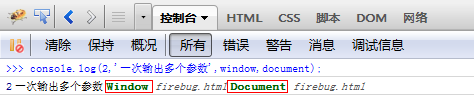 控制台 HTML CSS 脚本 DOM 网络
清除 保持 概况 所有 错误 警告 消息 调试信息
>>> console.log(2,'一次输出多个参数',window,document);
2 一次输出多个参数 Window firebug.html Document firebug.html